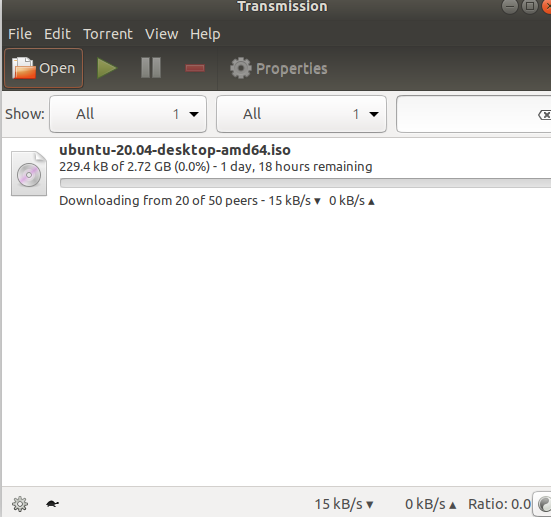 Transmission
File Edit Torrent View Help
Open Properties
Show: All 1 All 1
ubuntu-20.04-desktop-amd64.iso
229.4 kB of 2.72 GB (0.0%) - 1 day, 18 hours remaining
Downloading from 20 of 50 peers - 15 kB/s ▾ 0 kB/s ▴
15 kB/s ▾ 0 kB/s ▴ Ratio: 0.0